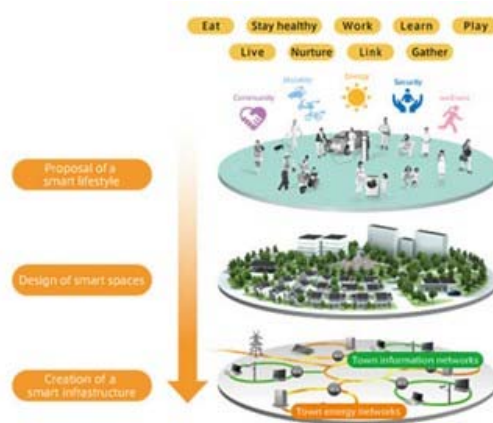 Eat Stay healthy Work Learn Play
Live Nurture Link Gather
Mobility Energy Security
Community wellness
Proposal of a
smart lifestyle
Design of smart spaces
Town information networks
Creation of a
smart infrastructure
Town energy networks